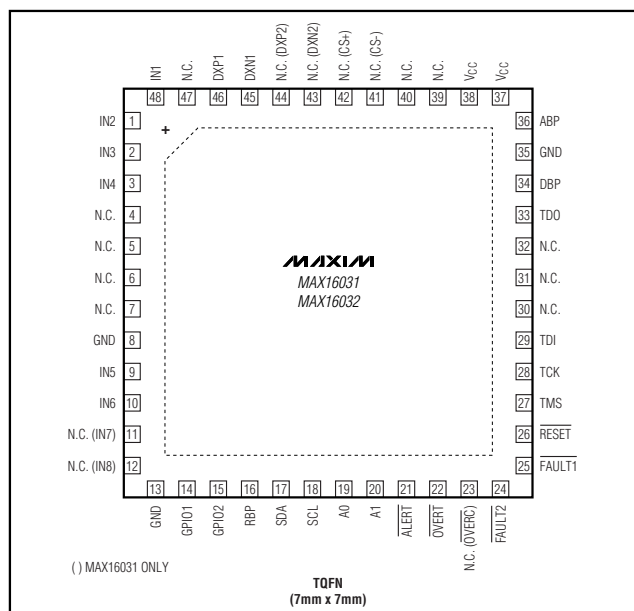 IN1
N.C.
DXP1
DXN1
N.C. (DXP2)
N.C. (DXN2)
N.C. (CS+)
N.C. (CS-)
N.C.
N.C.
VCC
VCC
48 47 46 45 44 43 42 41 40 39 38 37
+
IN2 1
IN3 2
IN4 3
N.C. 4
N.C. 5
N.C. 6
N.C. 7
GND 8
IN5 9
IN6 10
N.C. (IN7) 11
N.C. (IN8) 12
MAXIM
MAX16031
MAX16032
36 ABP
35 GND
34 DBP
33 TDO
32 N.C.
31 N.C.
30 N.C.
29 TDI
28 TCK
27 TMS
26 RESET
25 FAULT1
13 14 15 16 17 18 19 20 21 22 23 24
GND
GPIO1
GPIO2
RBP
SDA
SCL
A0
A1
ALERT
OVERT
N.C. (OVERC)
FAULT2
( ) MAX16031 ONLY
TQFN
(7mm x 7mm)